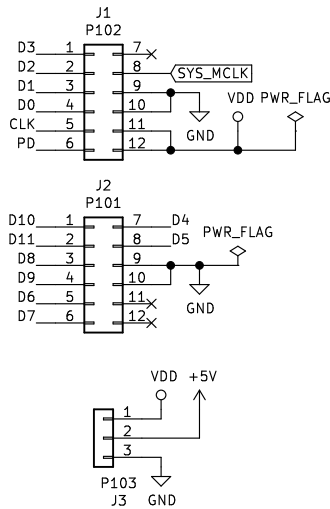 J1
P102
D3 1 7
D2 2 8 SYS_MCLK
D1 3 9 VDD PWR_FLAG
D0 4 10
CLK 5 11 GND
PD 6 12
J2
P101
D10 1 7 D4
D11 2 8 D5 PWR_FLAG
D8 3 9
D9 4 10
D6 5 11 GND
D7 6 12
VDD +5V
1
2
3
P103
J3 GND